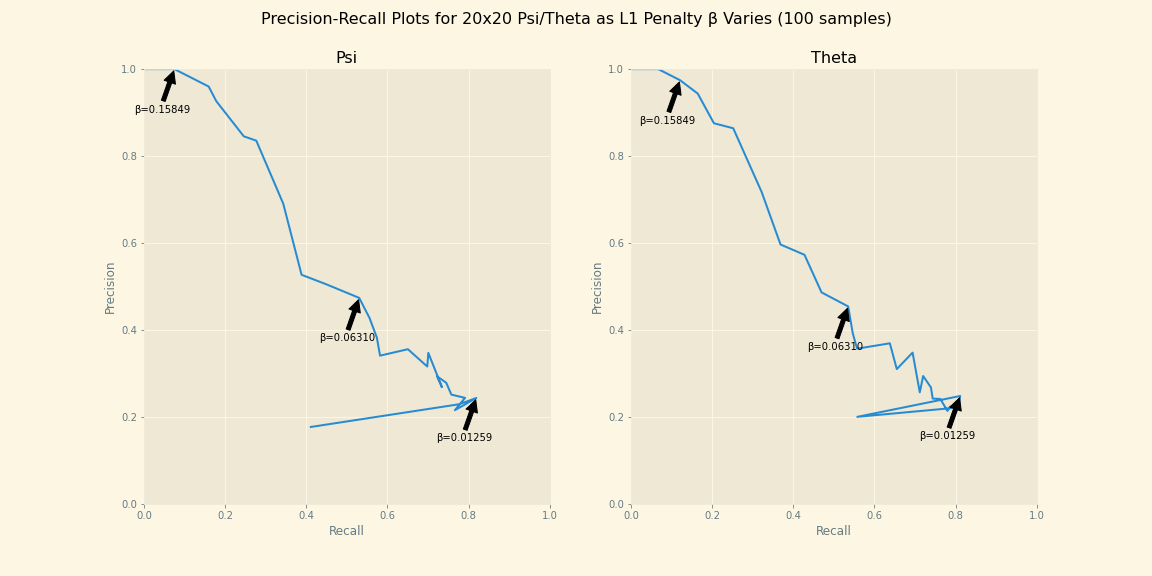 Precision-Recall Plots for 20x20 Psi/Theta as L1 Penalty β Varies (100 samples)
Psi
1.0
0.8
0.6
0.4
0.2
0.0
Precision
β=0.15849
β=0.06310
β=0.01259
0.0 0.2 0.4 0.6 0.8 1.0
Recall
Theta
1.0
0.8
0.6
0.4
0.2
0.0
Precision
β=0.15849
β=0.06310
β=0.01259
0.0 0.2 0.4 0.6 0.8 1.0
Recall